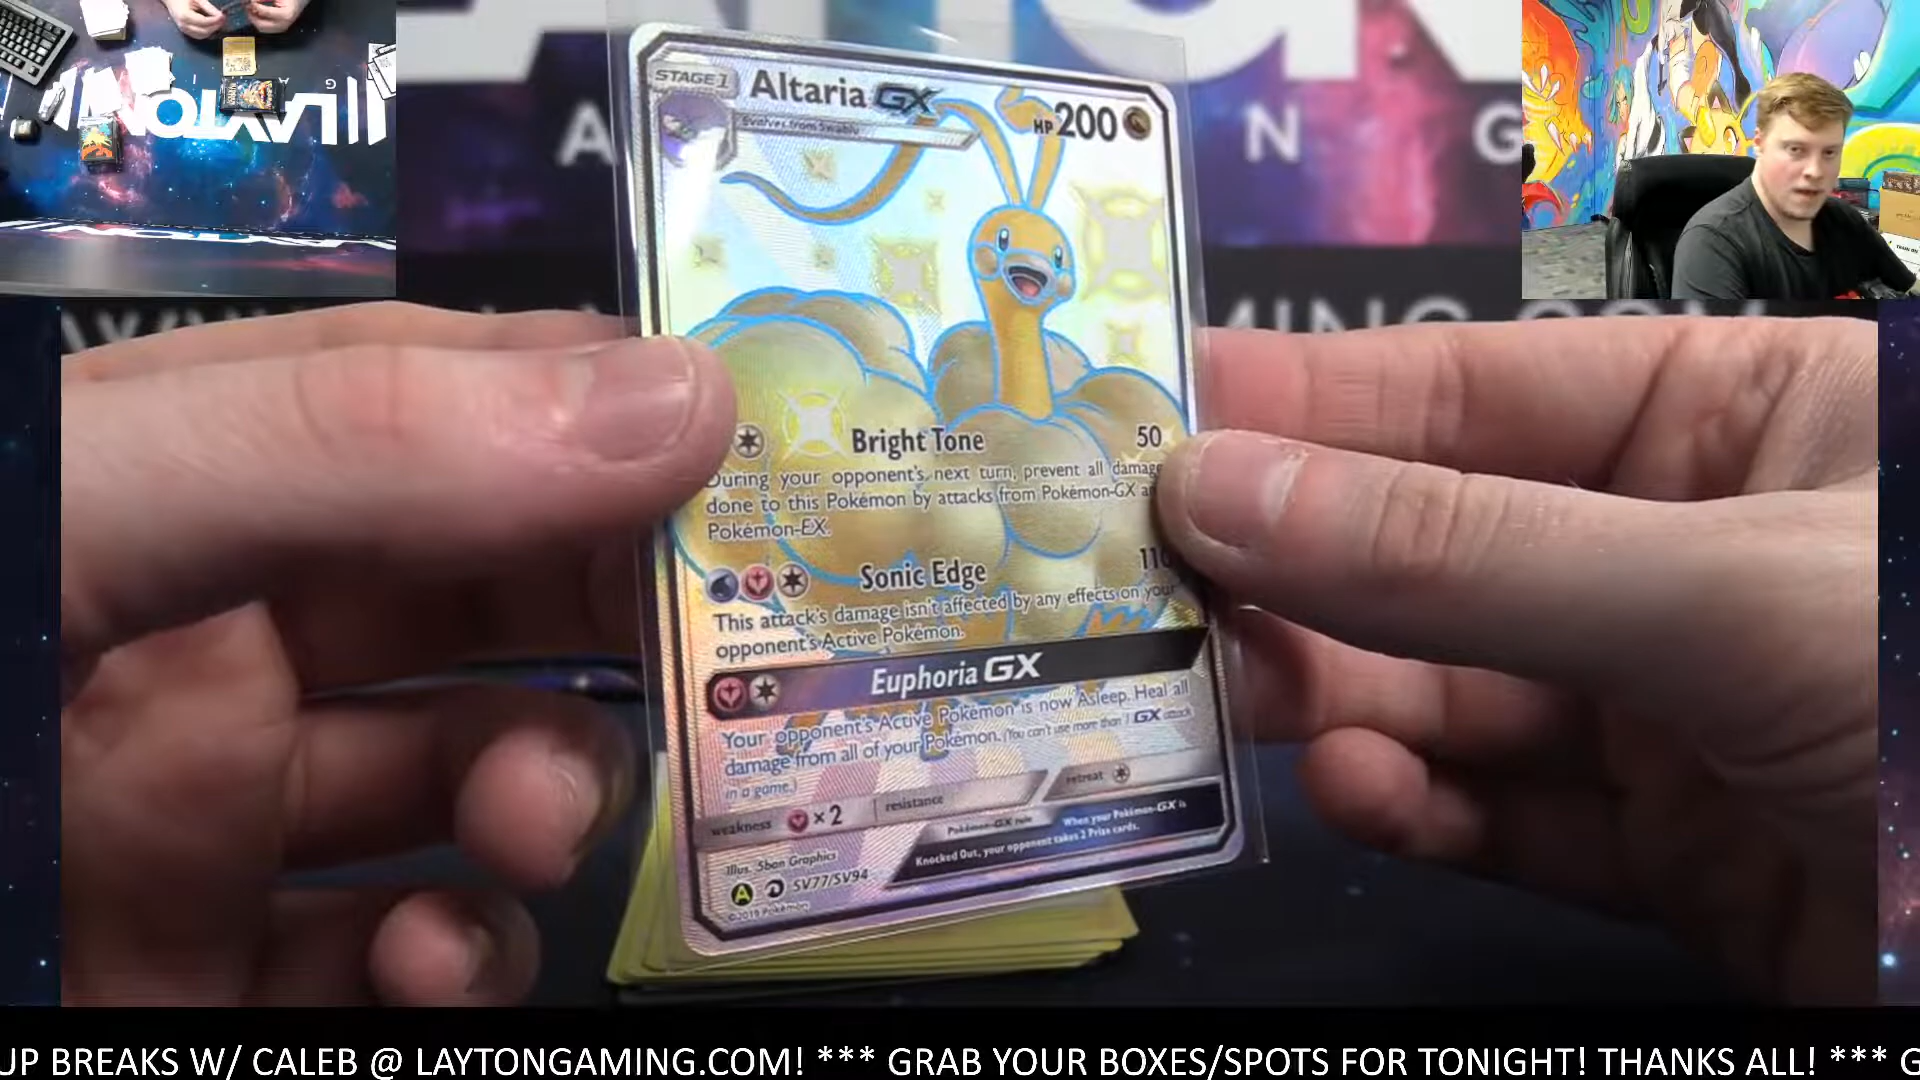 STAGE 1 Altaria GX HP 200
Evolves from Swablu
Bright Tone 50
During your opponent's next turn, prevent all damage
done to this Pokémon by attacks from Pokémon-GX
Pokémon-EX.
Sonic Edge 110
This attack's damage isn't affected by any effects on your
opponent's Active Pokémon.
Euphoria GX
Your opponent's Active Pokémon is now Asleep. Heal all
damage from all of your Pokémon. (You can't use more than 1 GX attack
in a game.)
weakness ×2 resistance retreat
Pokémon-GX rule When your Pokémon-GX is
Knocked Out, your opponent takes 2 Prize cards.
Illus. 5ban Graphics
A SV77/SV94
©2019 Pokémon
LAYTON
A N G
MING.COM
UP BREAKS W/ CALEB @ LAYTONGAMING.COM! *** GRAB YOUR BOXES/SPOTS FOR TONIGHT! THANKS ALL! *** G